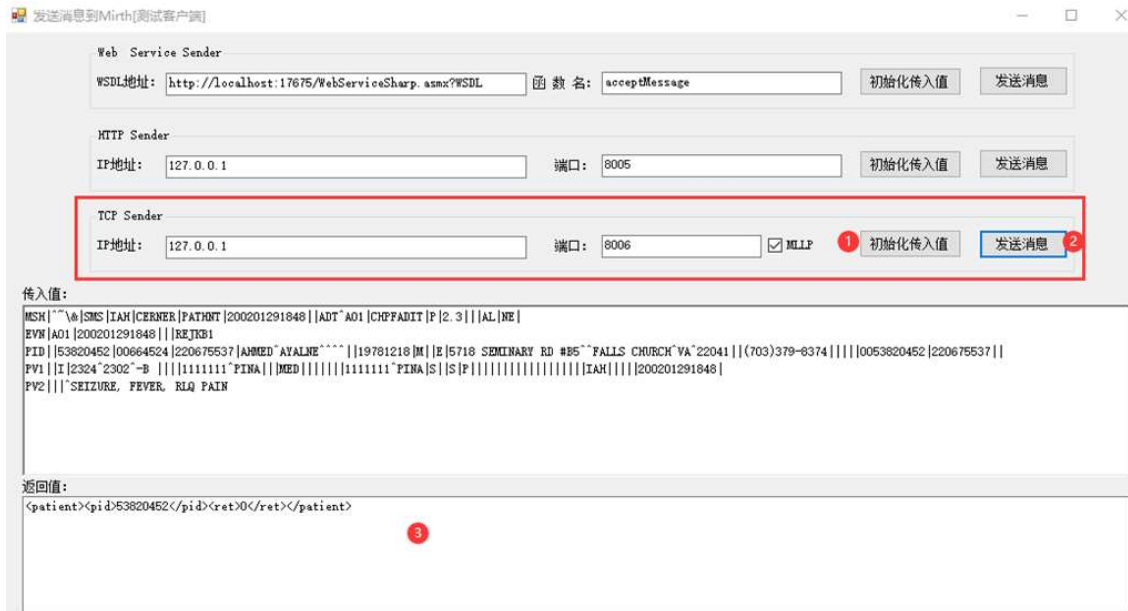 发送消息到Mirth[测试客户端]
Web Service Sender
WSDL地址: http://localhost:17675/WebServiceSharp.asmx?WSDL 函 数 名: acceptMessage 初始化传入值 发送消息
HTTP Sender
IP地址: 127.0.0.1 端口: 8005 初始化传入值 发送消息
TCP Sender
IP地址: 127.0.0.1 端口: 8006 MLLP 1 初始化传入值 发送消息 2
传入值:
MSH|^~\&|SMS|IAH|CERNER|PATHNT|200201291848||ADT^A01|CHPFADIT|P|2.3|||AL|NE|
EVN|A01|200201291848|||REJKB1
PID||53820452|00664524|220675537|AHMED^AYALNE^^^^||19781218|M||E|5718 SEMINARY RD #B5^^FALLS CHURCH^VA^22041||(703)379-8374|||||0053820452|220675537||
PV1||I|2324^2302^-B ||||1111111^PINA|||MED|||||||1111111^PINA|S||S|P||||||||||||||||||IAH|||||200201291848|
PV2|||^SEIZURE, FEVER, RLQ PAIN
返回值:
<patient><pid>53820452</pid><ret>0</ret></patient>
3